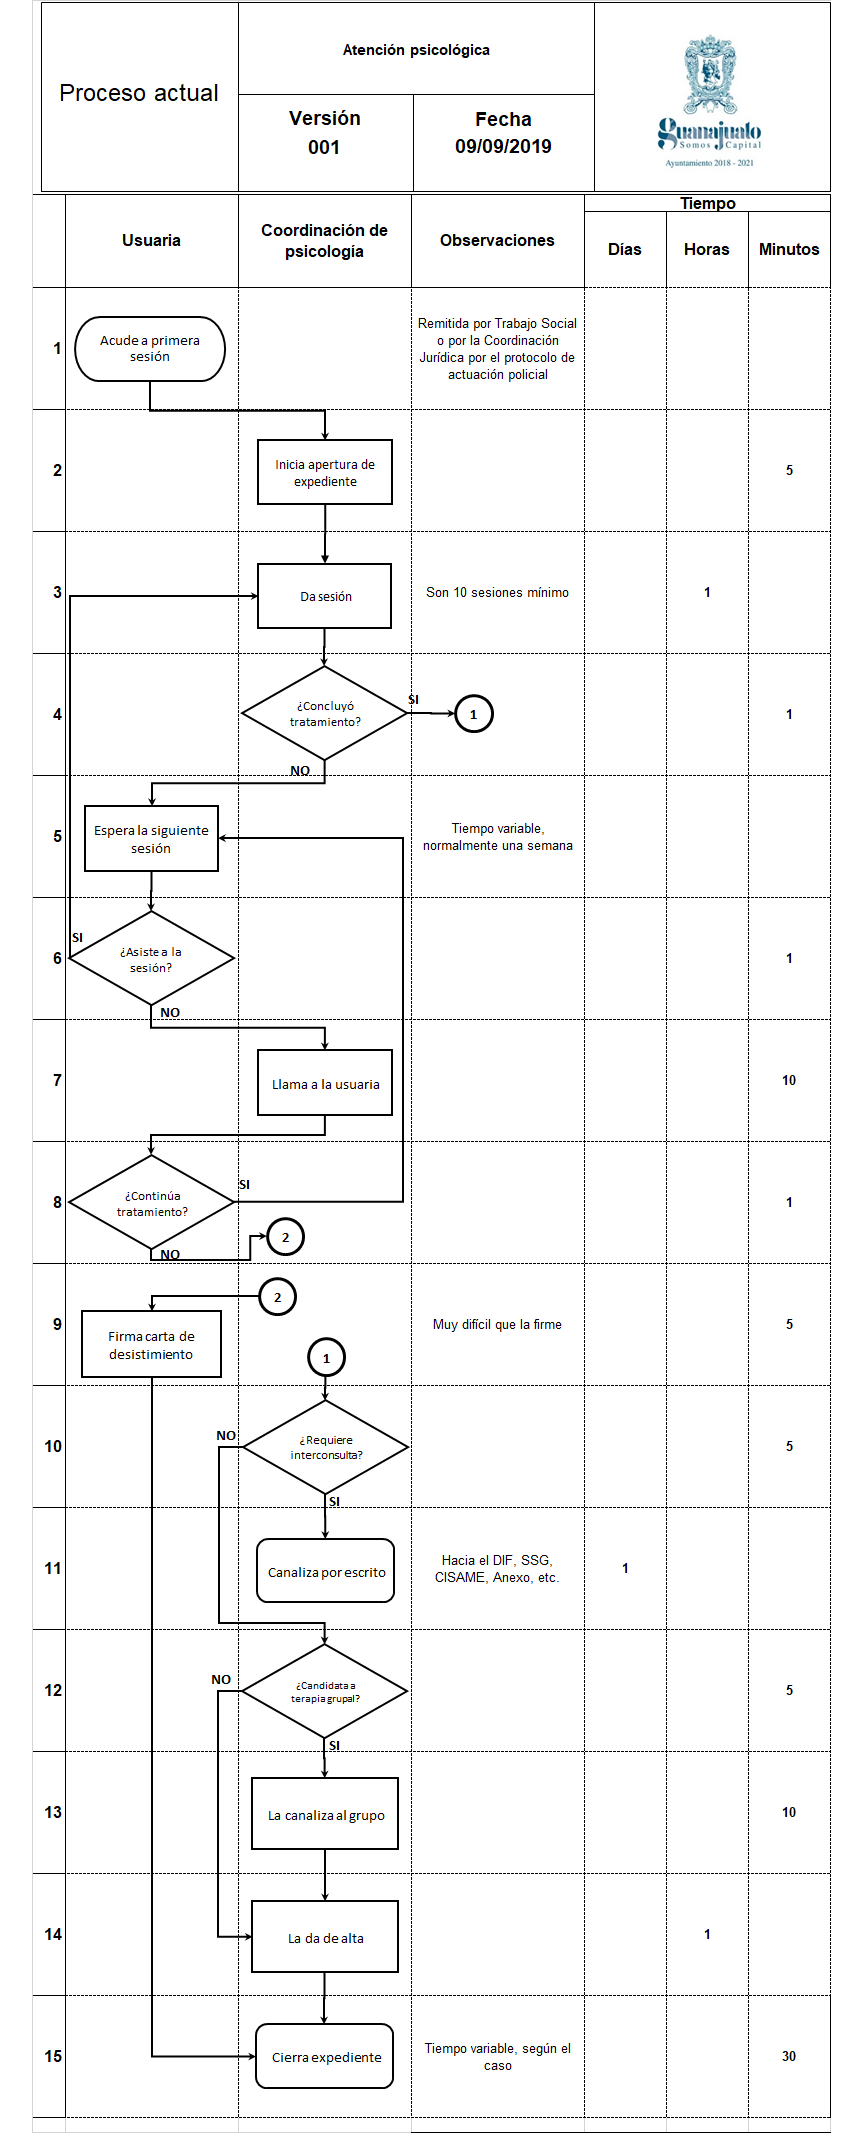 Proceso actual
Atención psicológica
Versión
001
Fecha
09/09/2019
guanajuato
Somos Capital
Ayuntamiento 2018 - 2021
Usuaria
Coordinación de
psicología
Observaciones
Tiempo
Días
Horas
Minutos
1
Acude a primera
sesión
Remitida por Trabajo Social
o por la Coordinación
Jurídica por el protocolo de
actuación policial
2
Inicia apertura de
expediente
5
3
Da sesión
Son 10 sesiones mínimo
1
4
¿Concluyó
tratamiento?
SI
1
1
NO
5
Espera la siguiente
sesión
Tiempo variable,
normalmente una semana
6
SI
¿Asiste a la
sesión?
1
NO
7
Llama a la usuaria
10
8
¿Continúa
tratamiento?
SI
1
NO
2
9
2
Firma carta de
desistimiento
Muy difícil que la firme
5
1
10
NO
¿Requiere
interconsulta?
5
SI
11
Canaliza por escrito
Hacia el DIF, SSG,
CISAME, Anexo, etc.
1
12
NO
¿Candidata a
terapia grupal?
5
SI
13
La canaliza al grupo
10
14
La da de alta
1
15
Cierra expediente
Tiempo variable, según el
caso
30